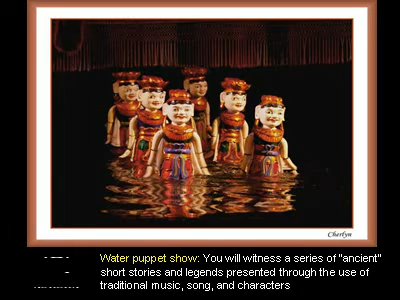 Cherlyn
Water puppet show: You will witness a series of "ancient"
short stories and legends presented through the use of
traditional music, song, and characters